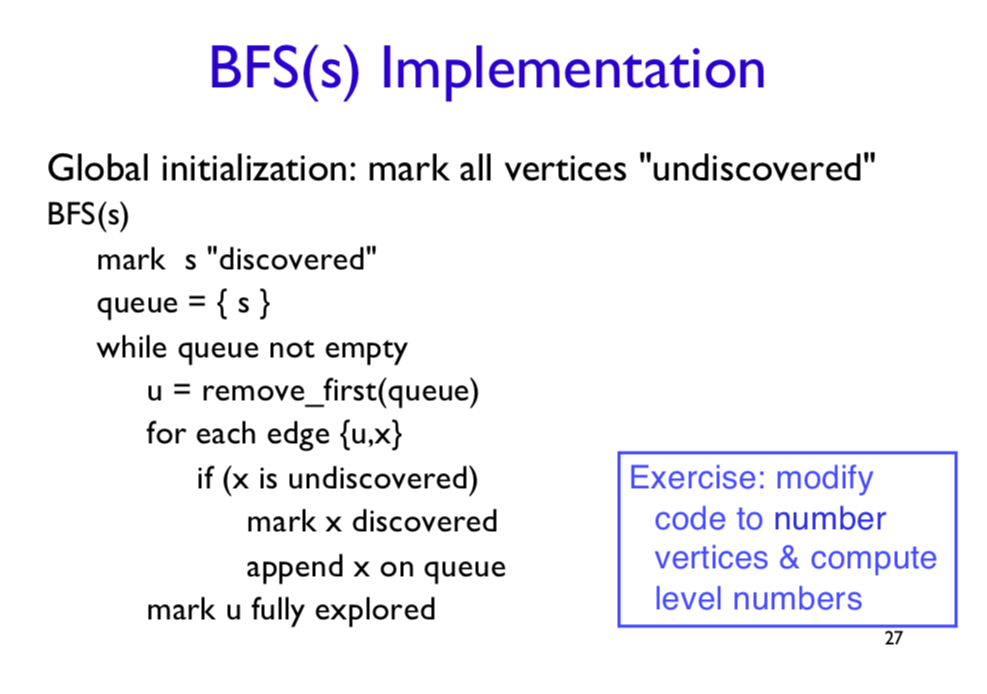 BFS(s) Implementation
Global initialization: mark all vertices "undiscovered"
BFS(s)
mark s "discovered"
queue = { s }
while queue not empty
u = remove_first(queue)
for each edge {u,x}
if (x is undiscovered)
mark x discovered
append x on queue
mark u fully explored
Exercise: modify
code to number
vertices & compute
level numbers
27